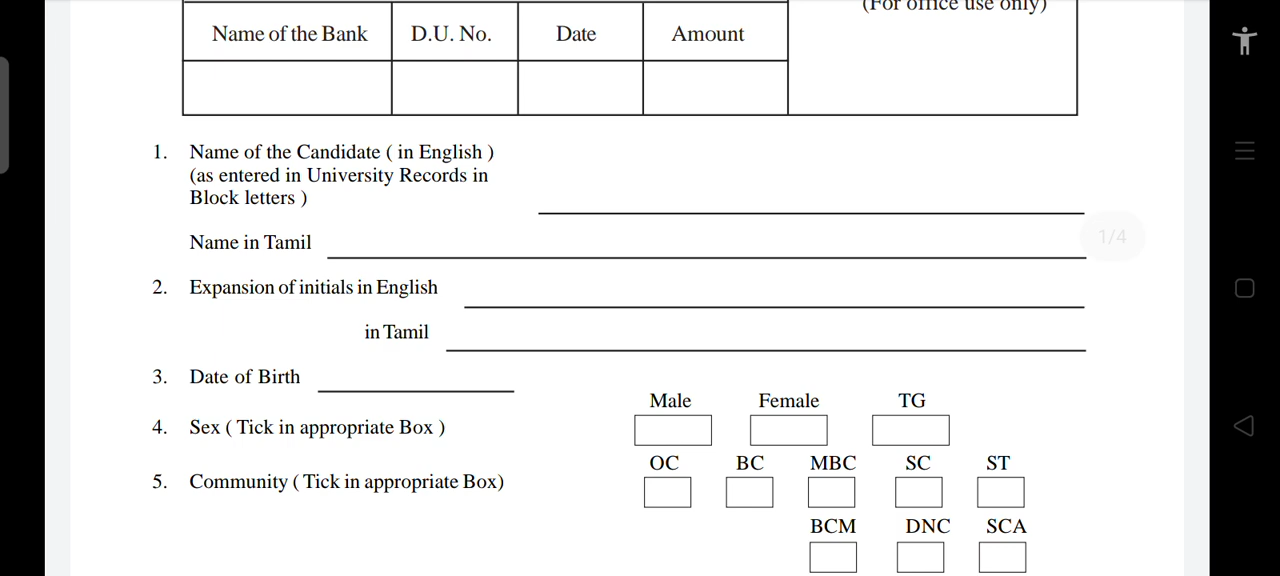 (For office use only)
Name of the Bank D.U. No. Date Amount
1. Name of the Candidate ( in English )
(as entered in University Records in
Block letters )
1/4
Name in Tamil
2. Expansion of initials in English
in Tamil
3. Date of Birth
Male Female TG
4. Sex ( Tick in appropriate Box )
OC BC MBC SC ST
5. Community ( Tick in appropriate Box)
BCM DNC SCA